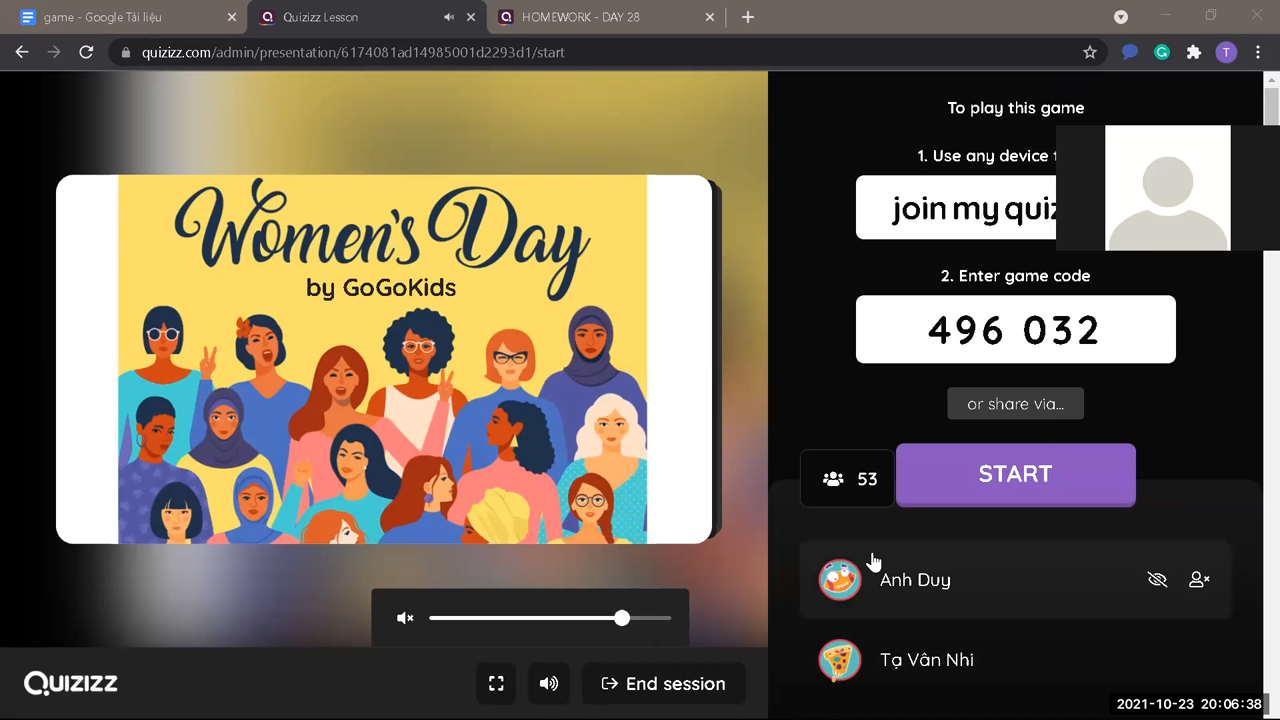 game - Google Tài liệu
Quizizz Lesson
HOMEWORK - DAY 28
quizizz.com/admin/presentation/6174081ad14985001d2293d1/start
T
Women's Day
by GoGoKids
To play this game
1. Use any device t
join my quiz
2. Enter game code
496 032
or share via...
53
START
Anh Duy
Tạ Vân Nhi
QUIZIZZ
End session
2021-10-23 20:06:38